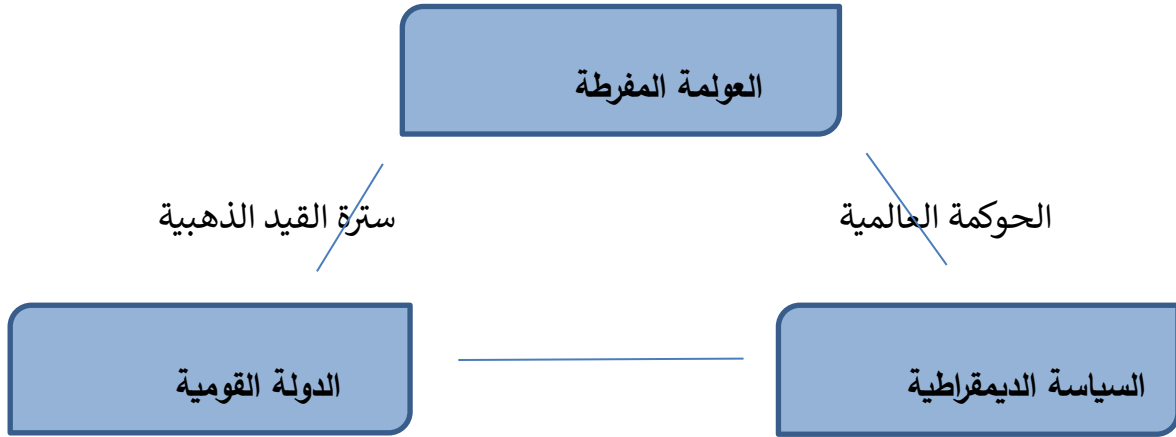 العولمة المفرطة
الحوكمة العالمية
سترة القيد الذهبية
السياسة الديمقراطية
الدولة القومية